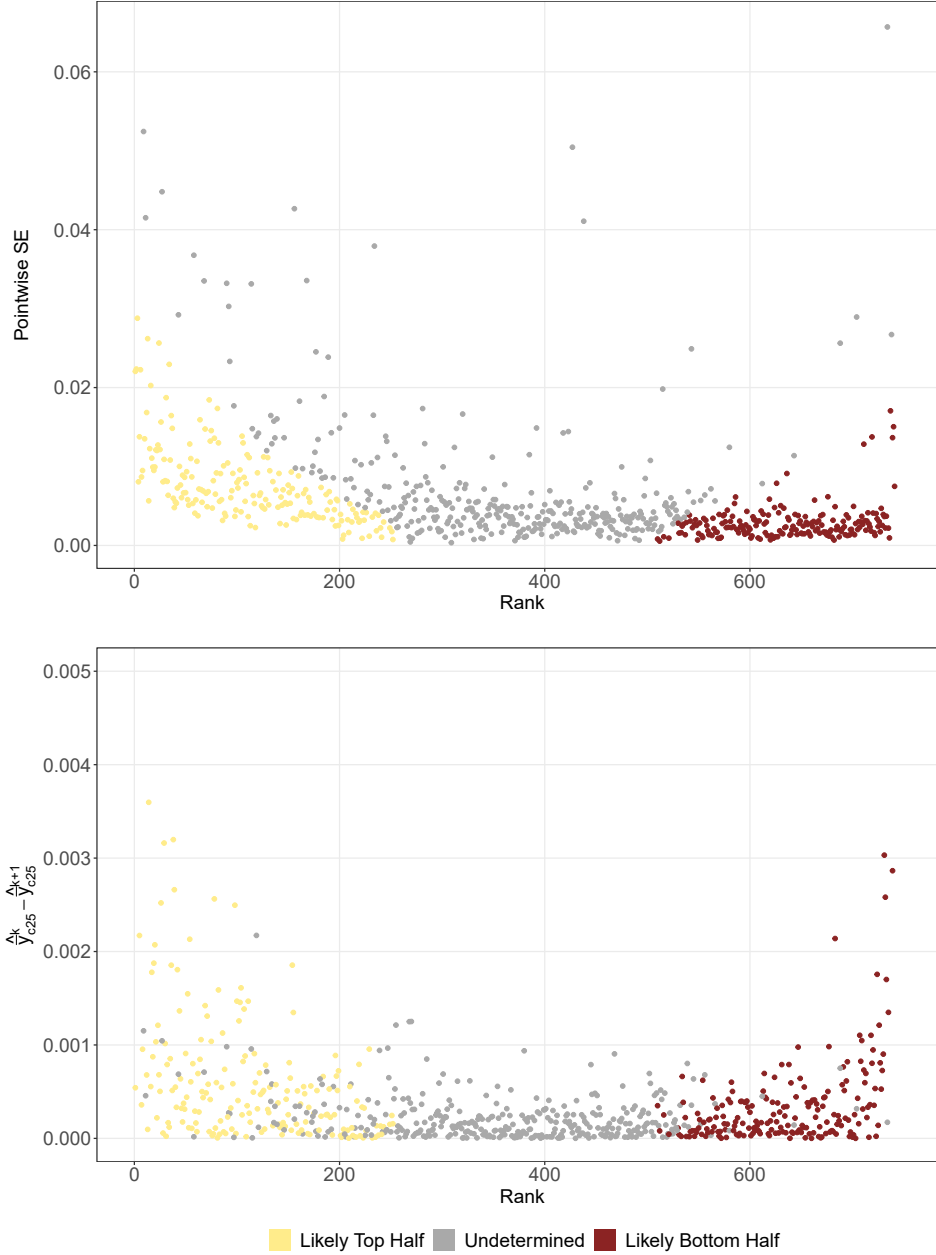 0.06
0.04
0.02
0.00
Pointwise SE
0
200
400
600
Rank
0.005
0.004
0.003
0.002
0.001
0.000
ŷ̄ᵏc25 − ŷ̄ᵏ⁺¹c25
0
200
400
600
Rank
Likely Top Half
Undetermined
Likely Bottom Half